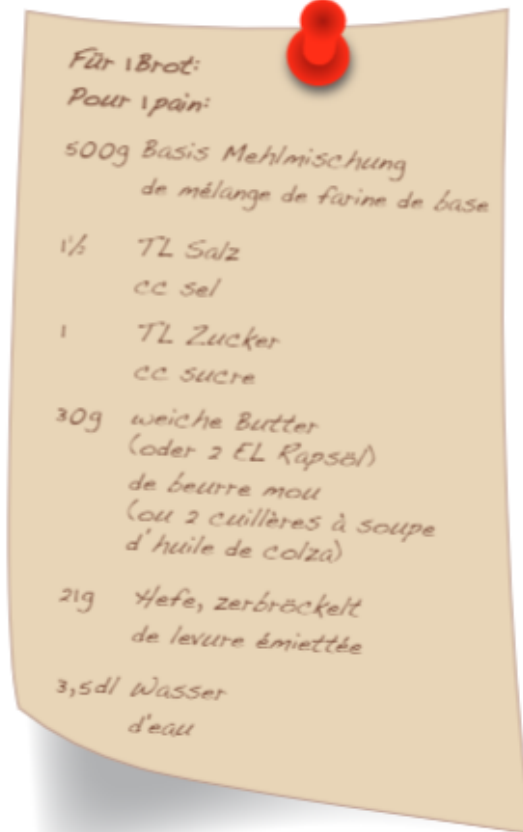 Für 1 Brot:
Pour 1 pain:
500g Basis Mehlmischung
de mélange de farine de base
1½ TL Salz
cc sel
1 TL Zucker
cc sucre
30g weiche Butter
(oder 2 EL Rapsöl)
de beurre mou
(ou 2 cuillères à soupe
d'huile de colza)
21g Hefe, zerbröckelt
de levure émiettée
3,5dl Wasser
d'eau